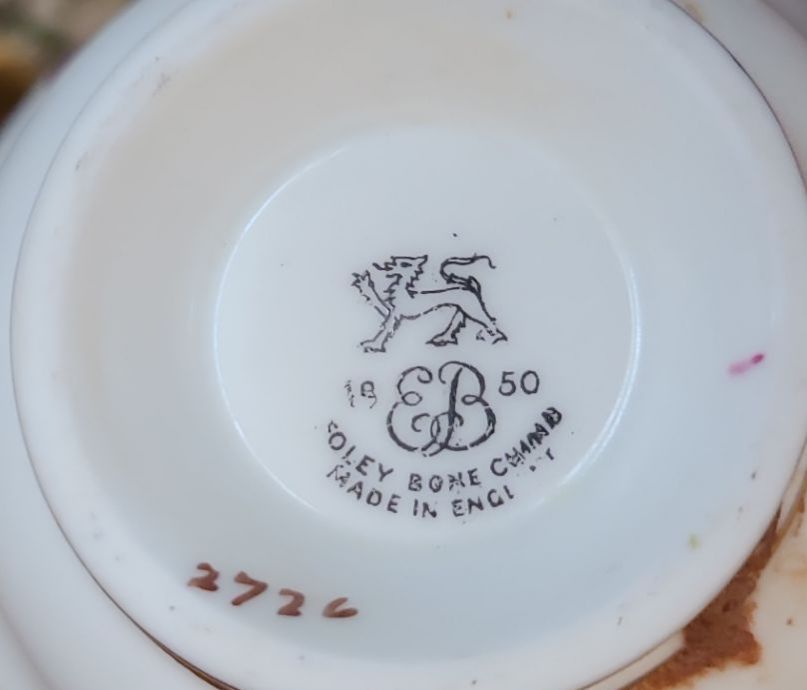 18 EB 50
FOLEY BONE CHINA
MADE IN ENGL
2726